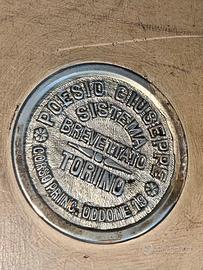 POESIO GIUSEPPE
SISTEMA
BREVETTATO
TORINO
CORSO PRINC. ODDONE 19